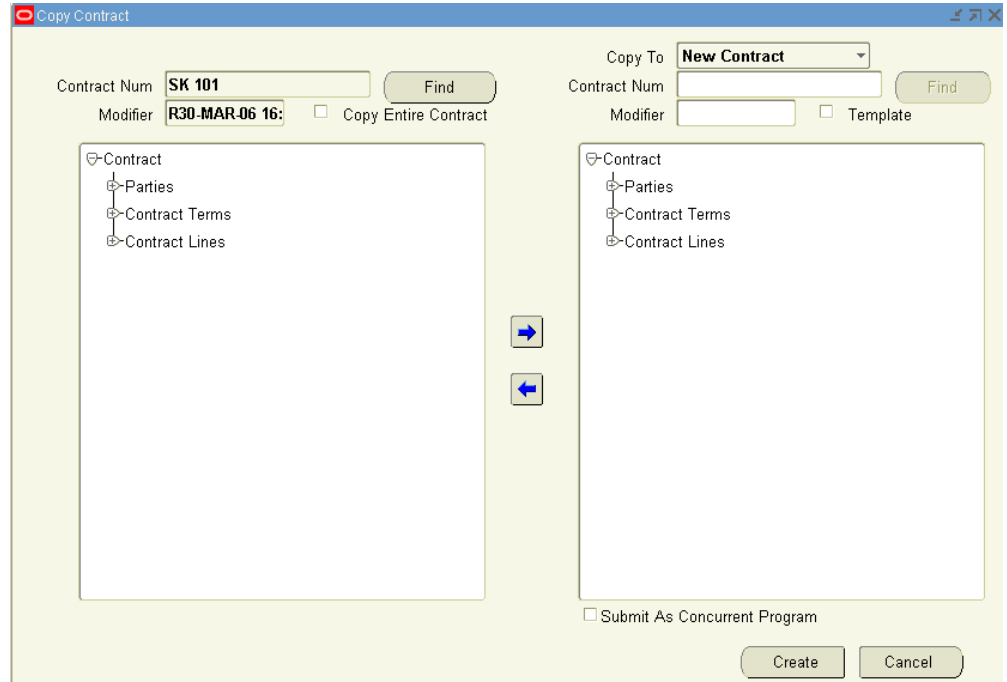 Copy Contract
Copy To New Contract
Contract Num SK 101 Find Contract Num Find
Modifier R30-MAR-06 16: Copy Entire Contract Modifier Template
Contract
Parties
Contract Terms
Contract Lines
Contract
Parties
Contract Terms
Contract Lines
Submit As Concurrent Program
Create Cancel